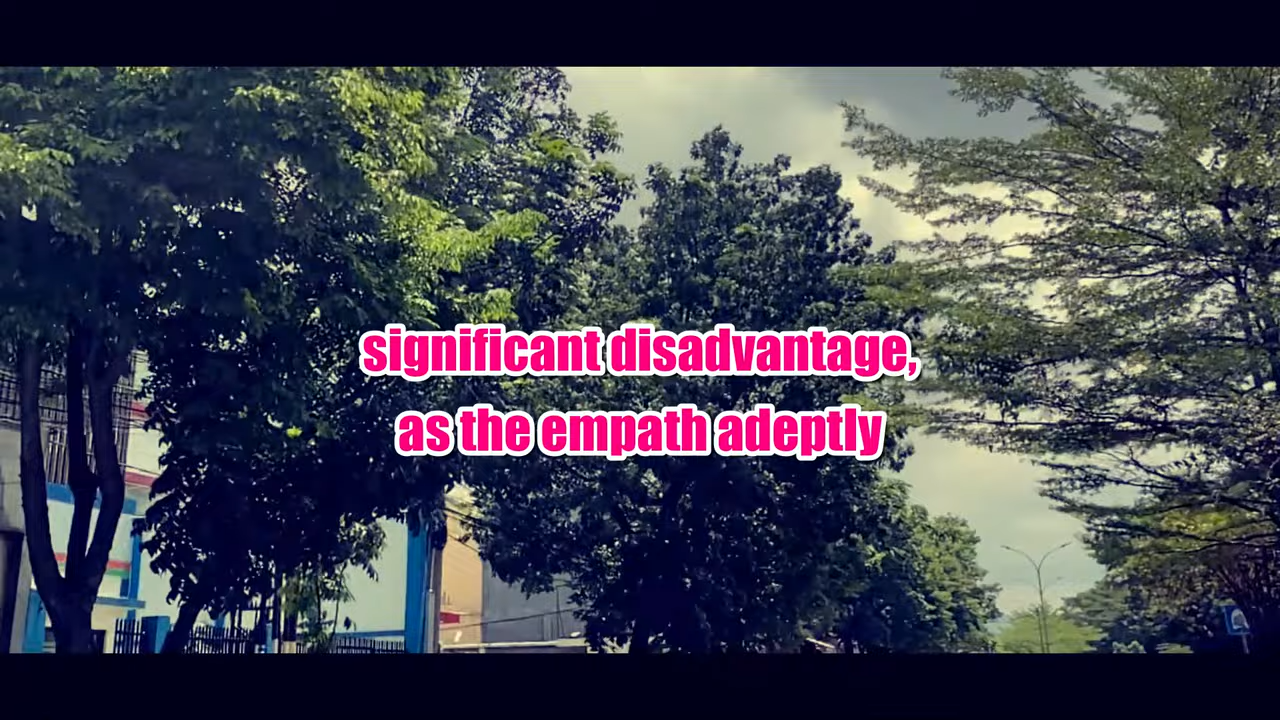 significant disadvantage,
as the empath adeptly